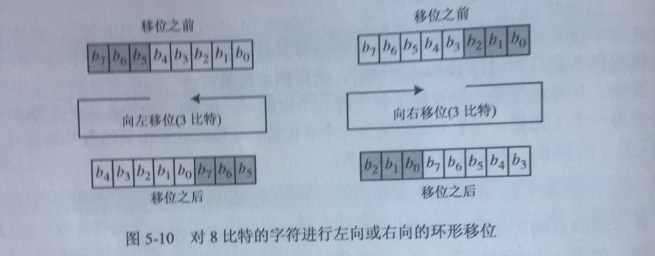 移位之前
b7 b6 b5 b4 b3 b2 b1 b0
向左移位(3 比特)
b4 b3 b2 b1 b0 b7 b6 b5
移位之后
移位之前
b7 b6 b5 b4 b3 b2 b1 b0
向右移位(3 比特)
b2 b1 b0 b7 b6 b5 b4 b3
移位之后
图 5-10 对 8 比特的字符进行左向或右向的环形移位